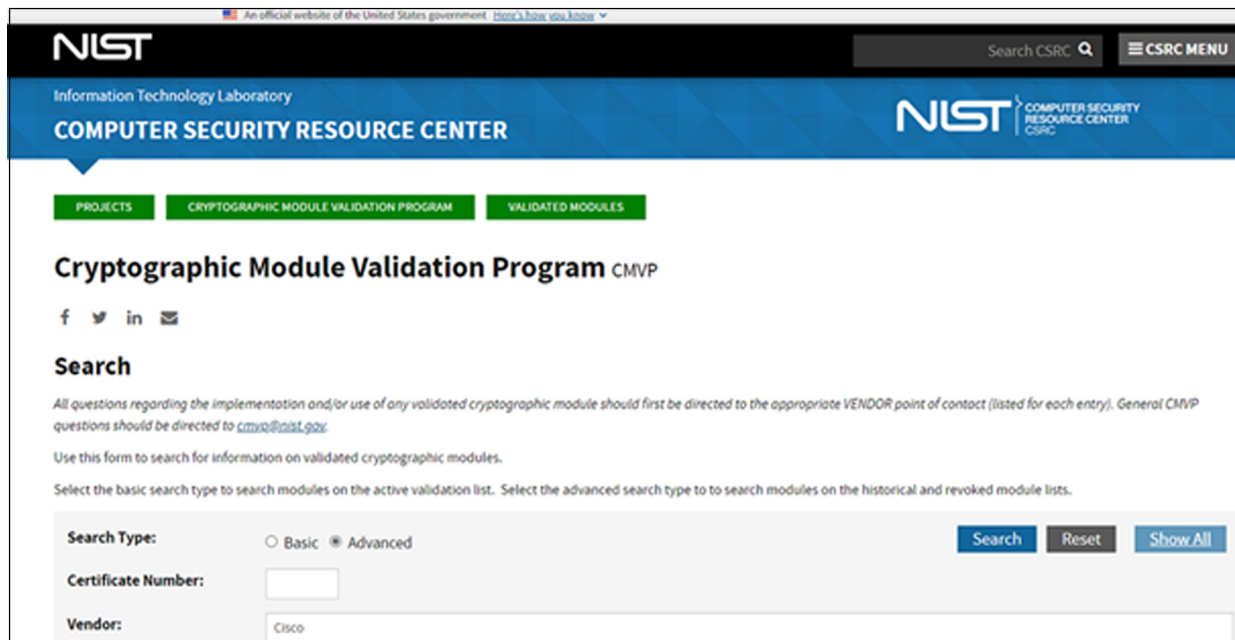 An official website of the United States government Here's how you know
NIST
Search CSRC
CSRC MENU
Information Technology Laboratory
COMPUTER SECURITY RESOURCE CENTER
NIST
COMPUTER SECURITY
RESOURCE CENTER
CSRC
PROJECTS
CRYPTOGRAPHIC MODULE VALIDATION PROGRAM
VALIDATED MODULES
Cryptographic Module Validation Program CMVP
Search
All questions regarding the implementation and/or use of any validated cryptographic module should first be directed to the appropriate VENDOR point of contact (listed for each entry). General CMVP
questions should be directed to cmvp@nist.gov.
Use this form to search for information on validated cryptographic modules.
Select the basic search type to search modules on the active validation list. Select the advanced search type to to search modules on the historical and revoked module lists.
Search Type:
Basic
Advanced
Search
Reset
Show All
Certificate Number:
Vendor:
Cisco